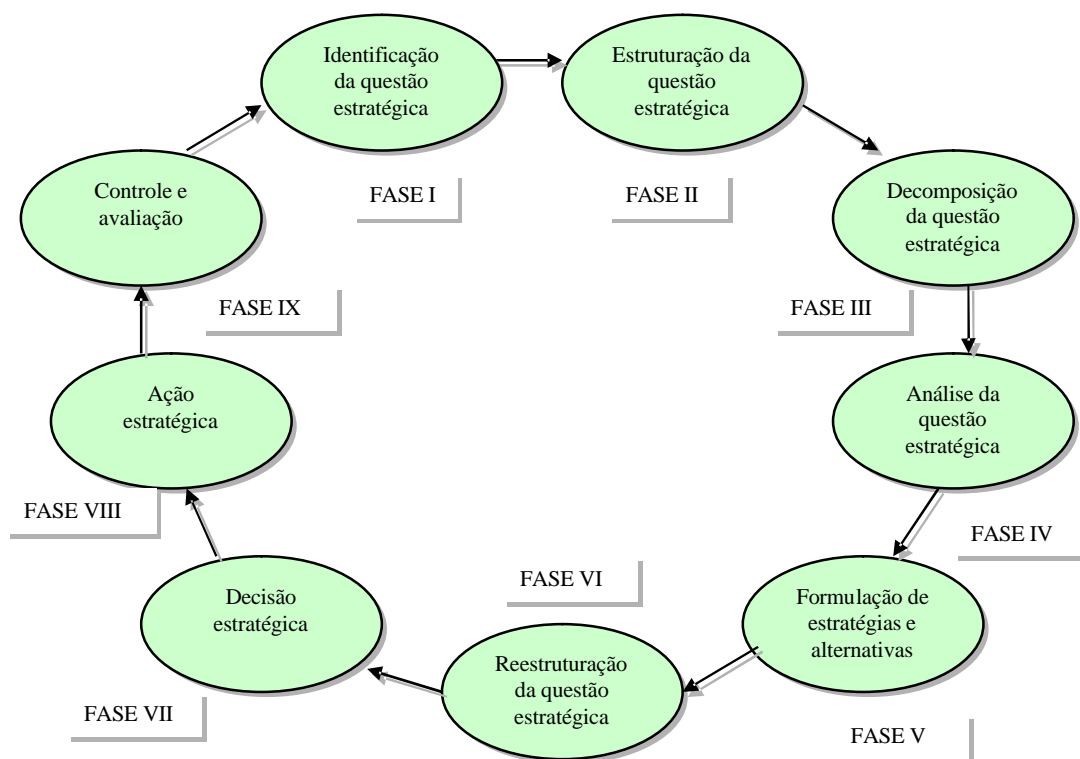 Identificação
da questão
estratégica
FASE I
Estruturação da
questão
estratégica
FASE II
Decomposição
da questão
estratégica
FASE III
Análise da
questão
estratégica
FASE IV
Formulação de
estratégias e
alternativas
FASE V
Reestruturação
da questão
estratégica
FASE VI
Decisão
estratégica
FASE VII
Ação
estratégica
FASE VIII
Controle e
avaliação
FASE IX